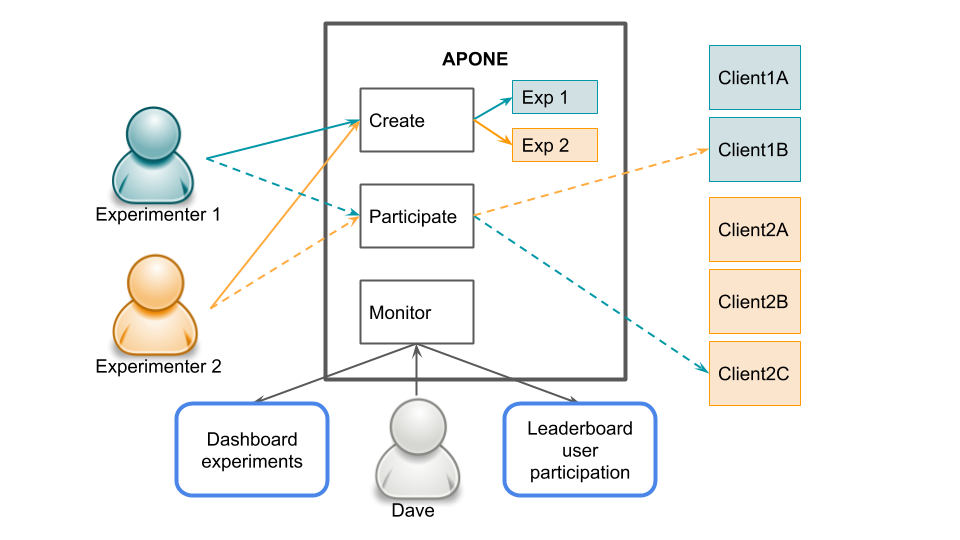 APONE
Create
Exp 1
Exp 2
Participate
Monitor
Experimenter 1
Experimenter 2
Client1A
Client1B
Client2A
Client2B
Client2C
Dashboard
experiments
Dave
Leaderboard
user
participation